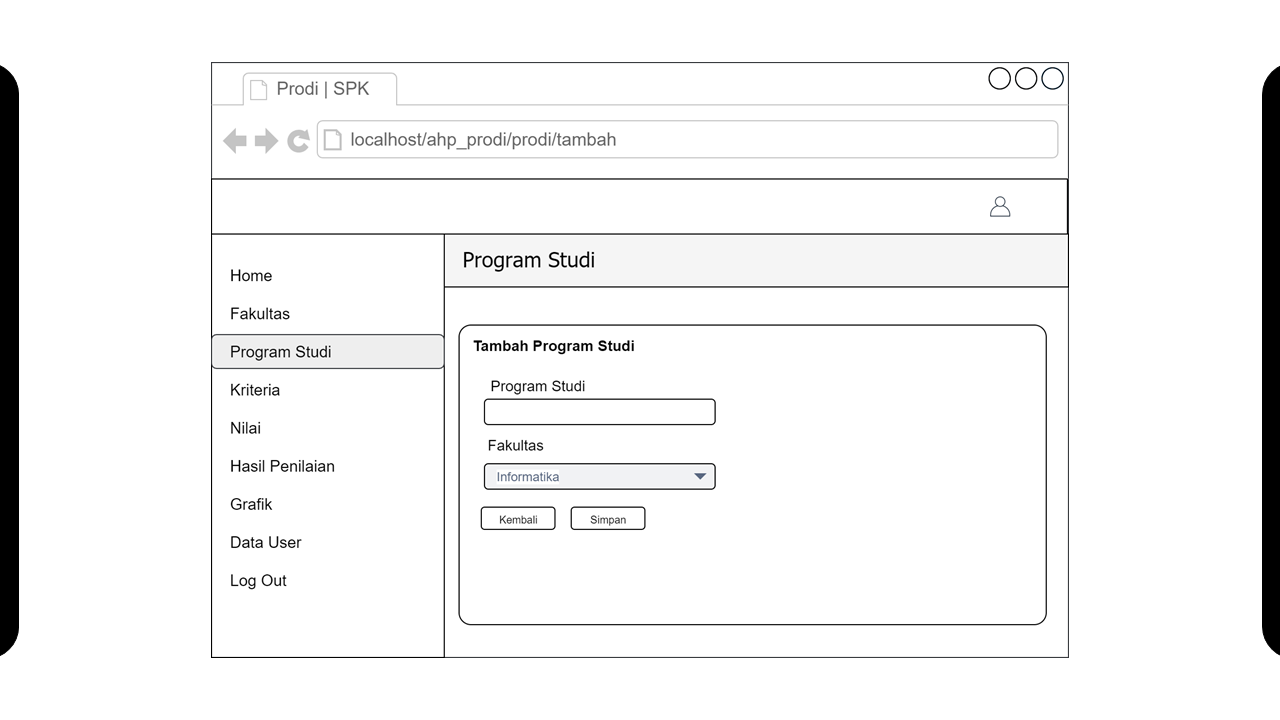 Prodi | SPK
localhost/ahp_prodi/prodi/tambah
Home
Fakultas
Program Studi
Kriteria
Nilai
Hasil Penilaian
Grafik
Data User
Log Out
Program Studi
Tambah Program Studi
Program Studi
Fakultas
Informatika
Kembali
Simpan